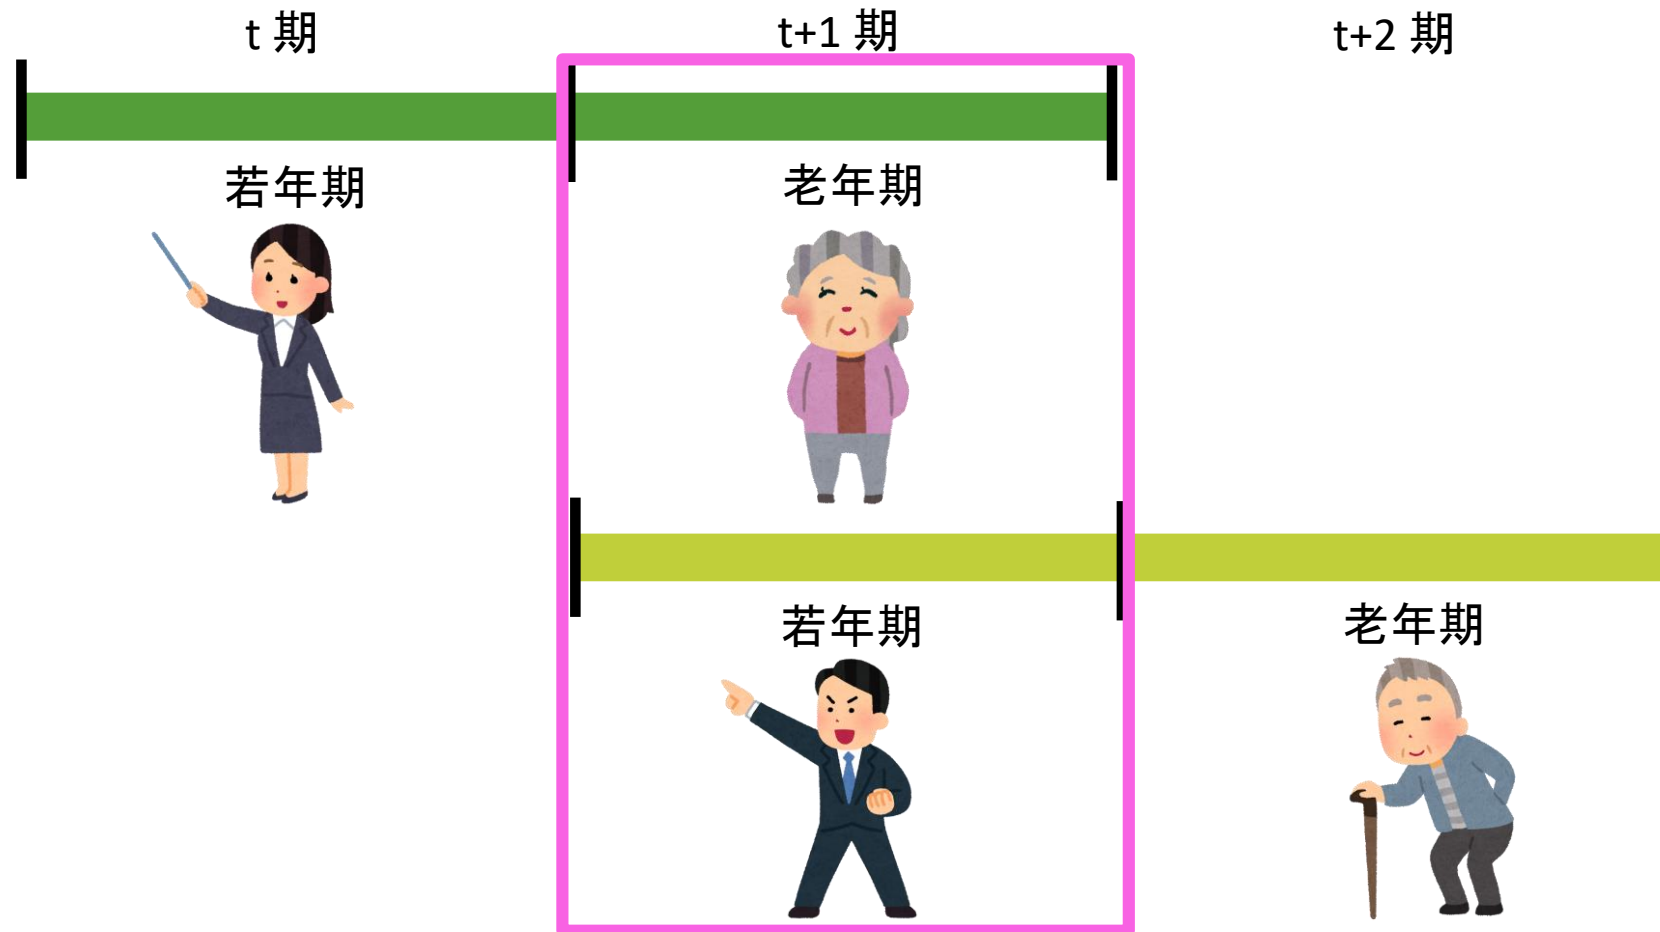 t 期
t+1 期
t+2 期
若年期
老年期
若年期
老年期